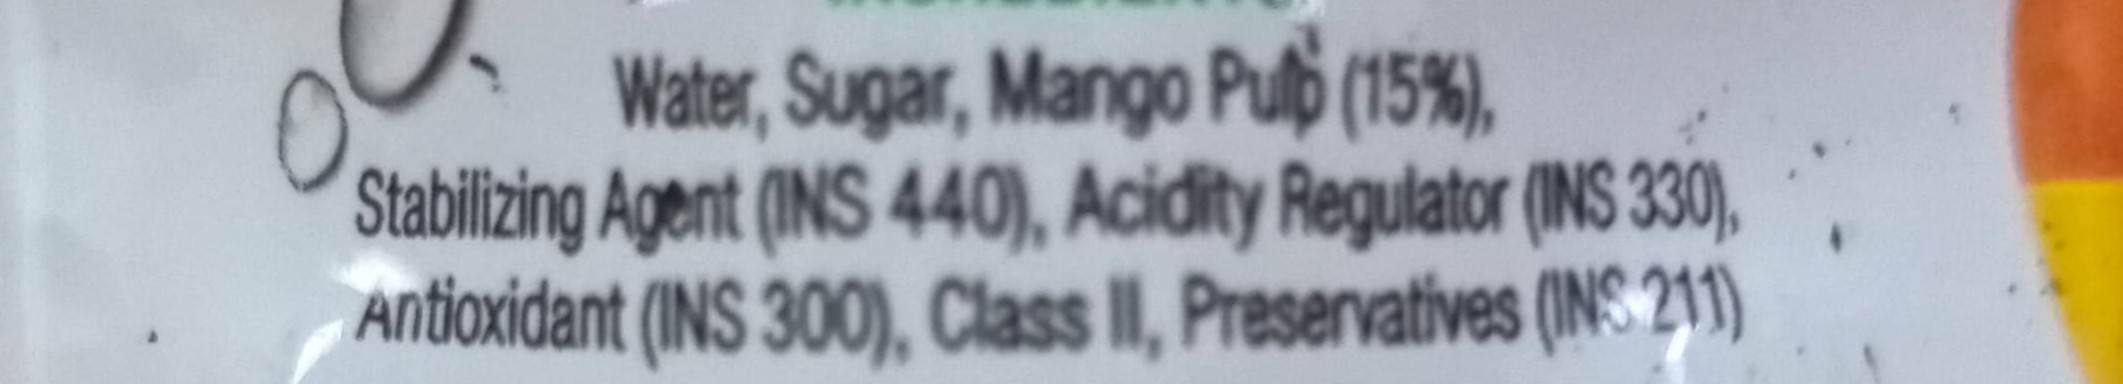 Water, Sugar, Mango Pulp (15%),
Stabilizing Agent (INS 440), Acidity Regulator (INS 330),
Antioxidant (INS 300), Class II, Preservatives (INS 211)